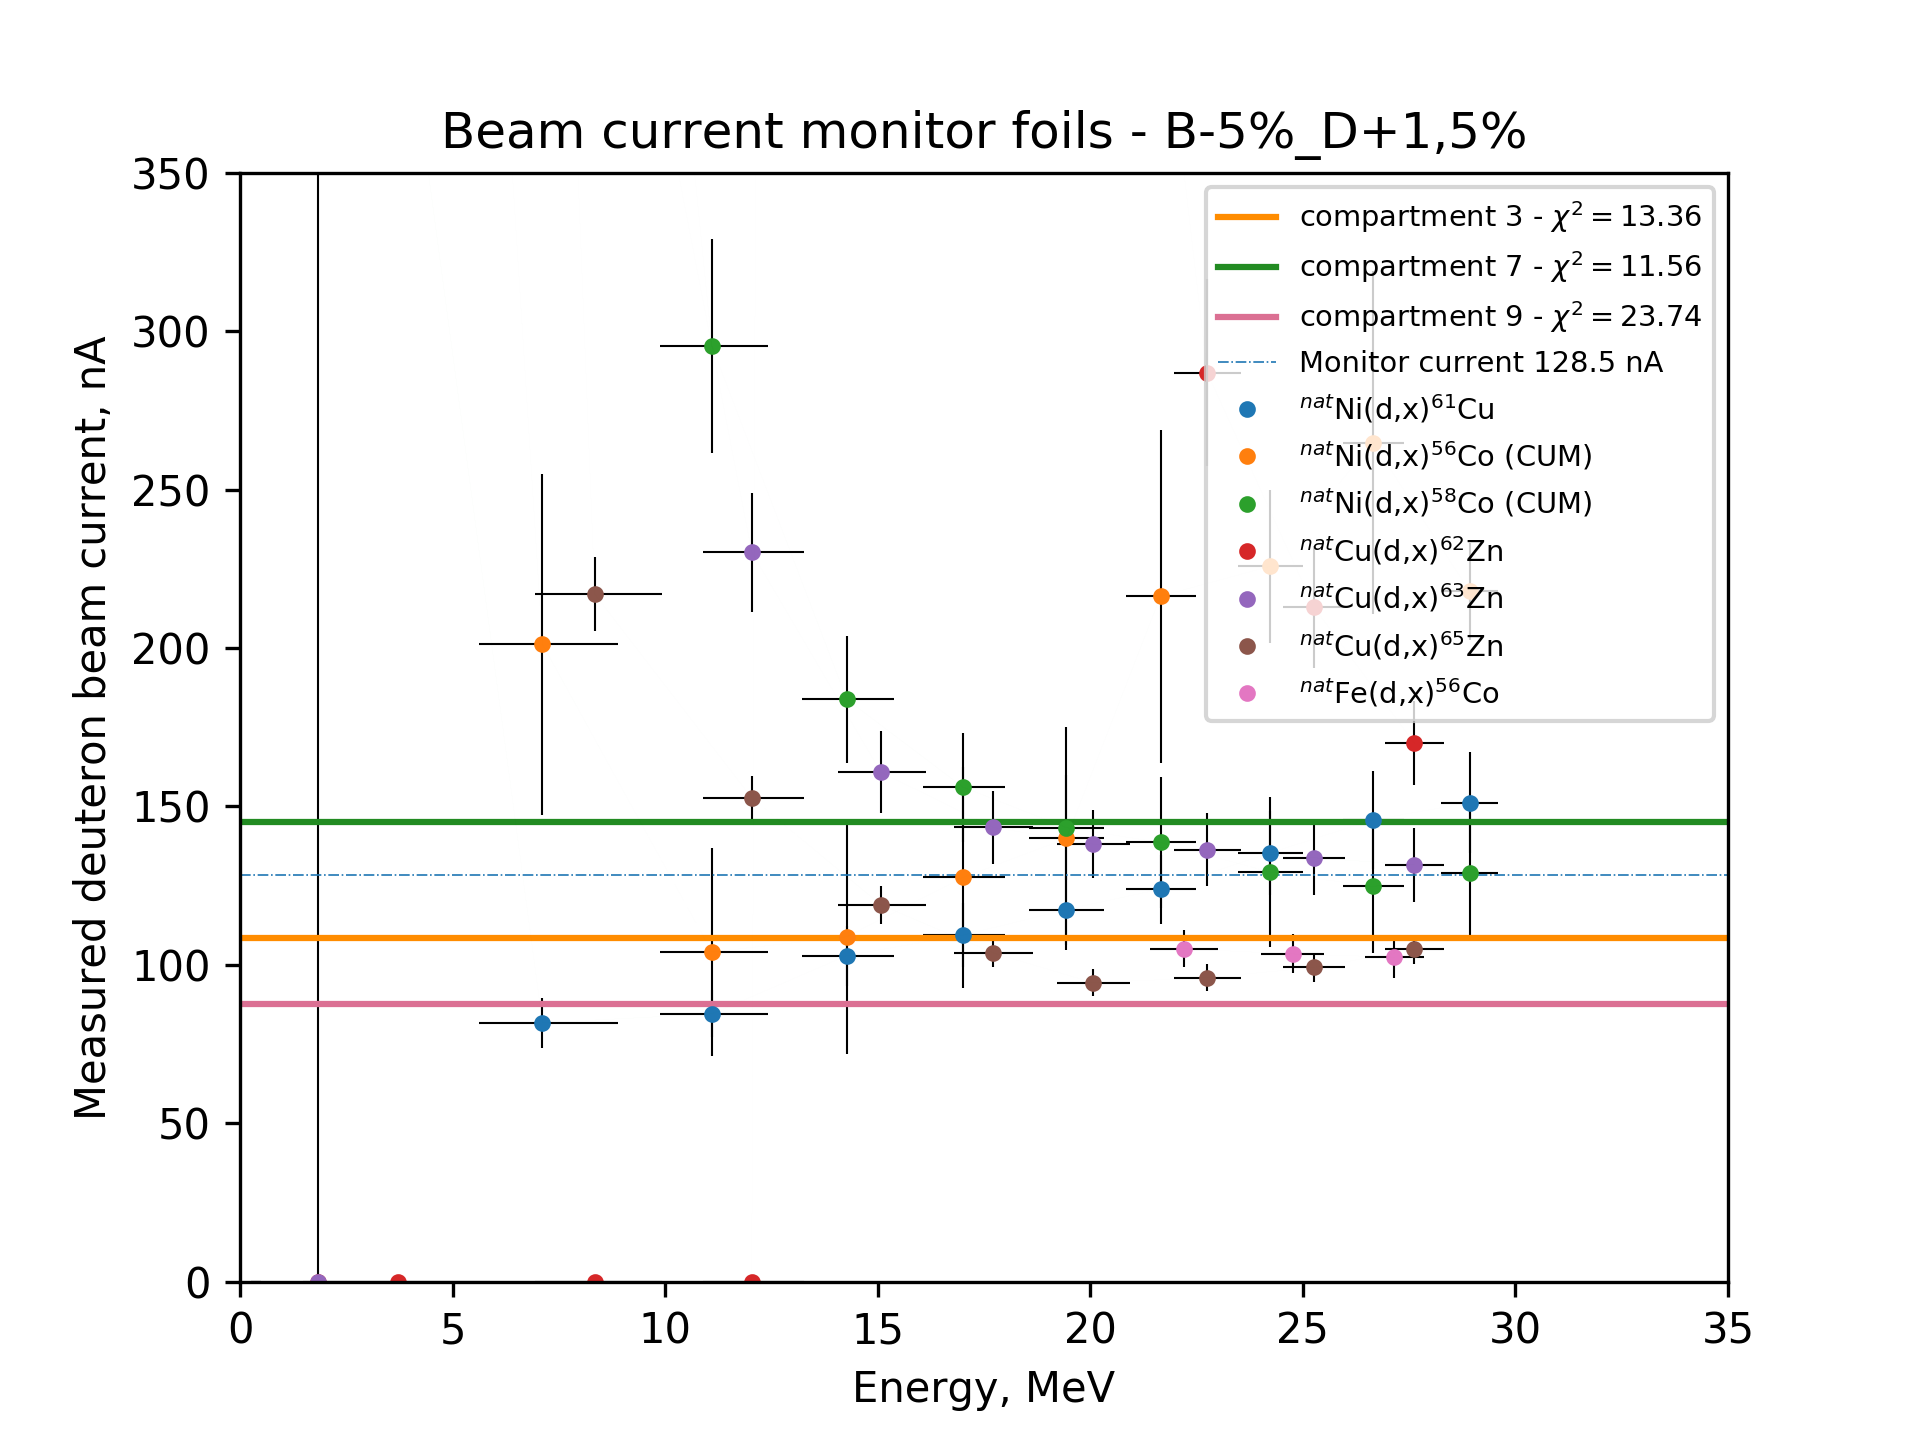 Beam current monitor foils - B-5%_D+1,5%
350
300
250
200
150
100
50
0
Measured deuteron beam current, nA
compartment 3 - χ² = 13.36
compartment 7 - χ² = 11.56
compartment 9 - χ² = 23.74
Monitor current 128.5 nA
ⁿᵃᵗNi(d,x)⁶¹Cu
ⁿᵃᵗNi(d,x)⁵⁶Co (CUM)
ⁿᵃᵗNi(d,x)⁵⁸Co (CUM)
ⁿᵃᵗCu(d,x)⁶²Zn
ⁿᵃᵗCu(d,x)⁶³Zn
ⁿᵃᵗCu(d,x)⁶⁵Zn
ⁿᵃᵗFe(d,x)⁵⁶Co
0 5 10 15 20 25 30 35
Energy, MeV